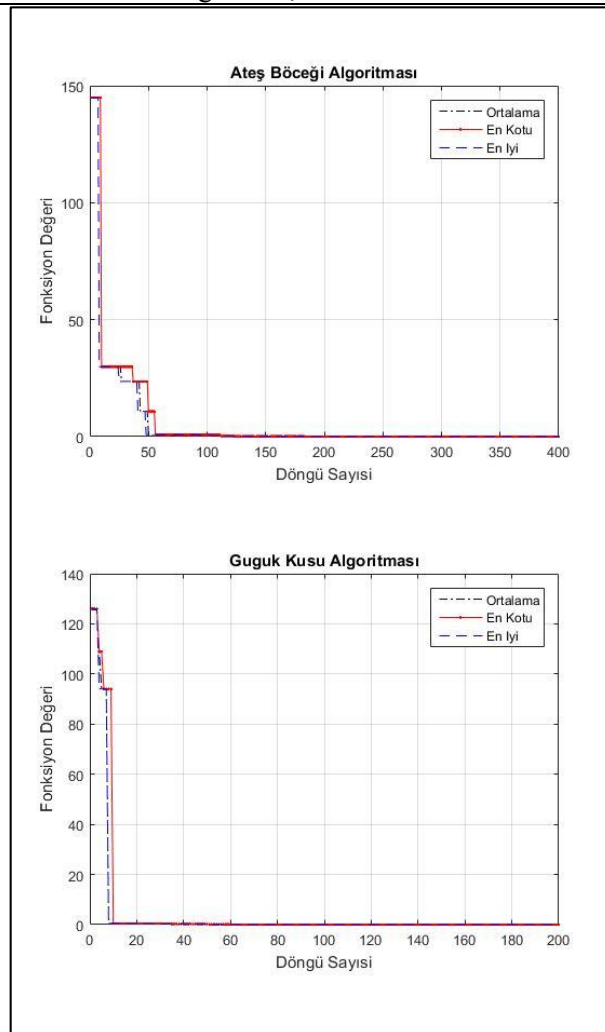 Ateş Böceği Algoritması
150
100
50
0
Fonksiyon Değeri
Ortalama
En Kotu
En Iyi
0 50 100 150 200 250 300 350 400
Döngü Sayısi
Guguk Kusu Algoritması
140
120
100
80
60
40
20
0
Fonksiyon Değeri
Ortalama
En Kotu
En Iyi
0 20 40 60 80 100 120 140 160 180 200
Döngü Sayısi